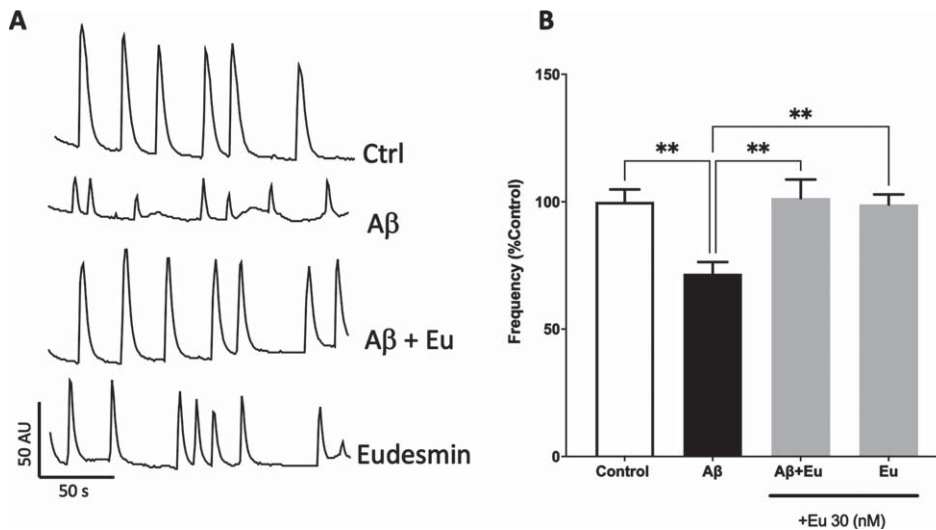 A
Ctrl
Aβ
Aβ + Eu
Eudesmin
50 AU
50 s
B
Frequency (%Control)
150
100
50
0
**
**
**
Control
Aβ
Aβ+Eu
Eu
+Eu 30 (nM)